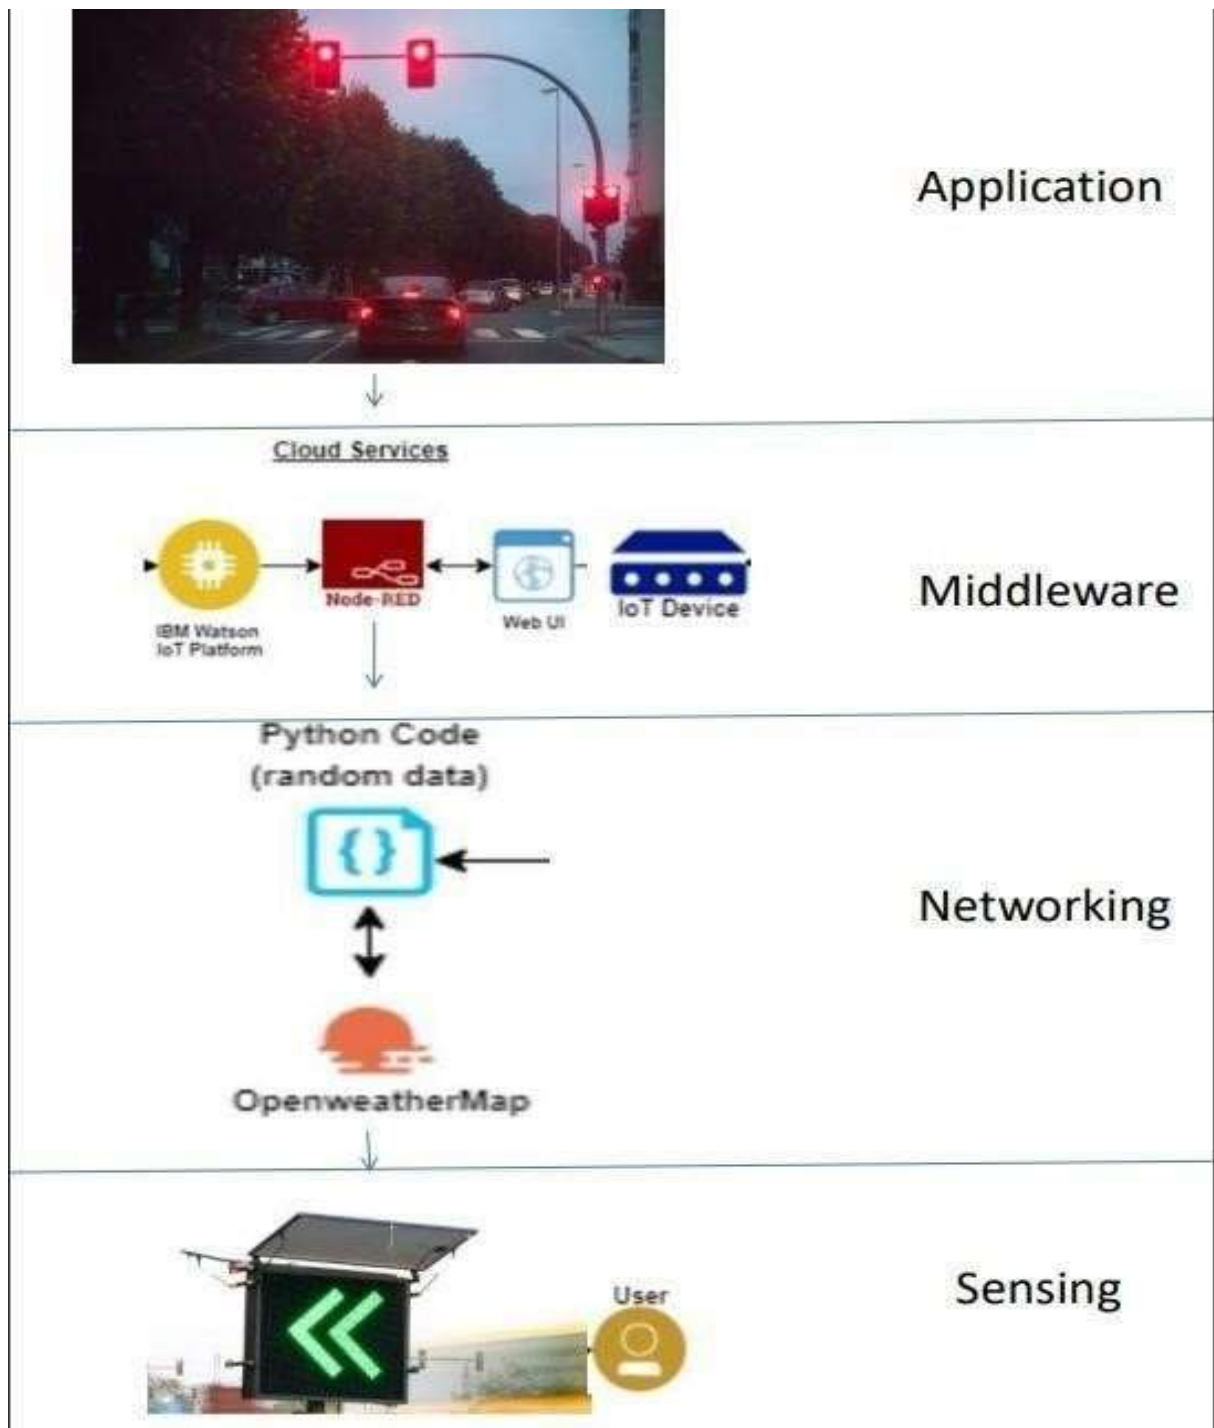 Application
Cloud Services
Node-RED
Web UI
IoT Device
IBM Watson
IoT Platform
Middleware
Python Code
(random data)
{}
Networking
OpenweatherMap
User
Sensing